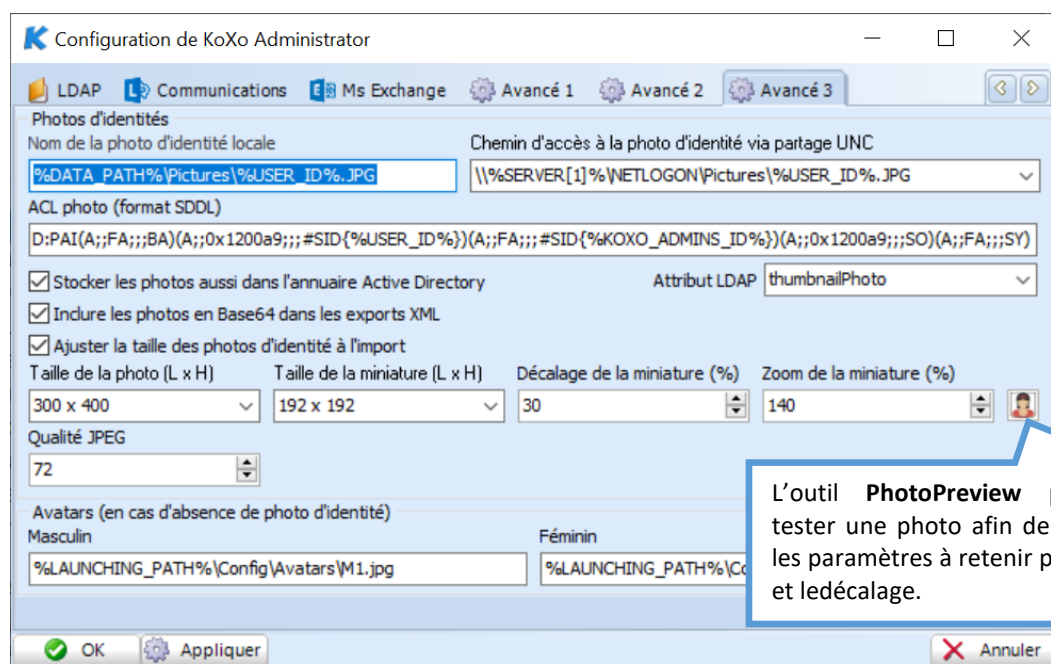 Configuration de KoXo Administrator
LDAP Communications Ms Exchange Avancé 1 Avancé 2 Avancé 3
Photos d'identités
Nom de la photo d'identité locale Chemin d'accès à la photo d'identité via partage UNC
%DATA_PATH%\Pictures\%USER_ID%.JPG \\%SERVER[1]%\NETLOGON\Pictures\%USER_ID%.JPG
ACL photo (format SDDL)
D:PAI(A;;FA;;;BA)(A;;0x1200a9;;;#SID{%USER_ID%})(A;;FA;;;#SID{%KOXO_ADMINS_ID%})(A;;0x1200a9;;;SO)(A;;FA;;;SY)
Stocker les photos aussi dans l'annuaire Active Directory Attribut LDAP thumbnailPhoto
Inclure les photos en Base64 dans les exports XML
Ajuster la taille des photos d'identité à l'import
Taille de la photo (L x H) Taille de la miniature (L x H) Décalage de la miniature (%) Zoom de la miniature (%)
300 x 400 192 x 192 30 140
Qualité JPEG
72
L'outil PhotoPreview
tester une photo afin de
les paramètres à retenir
et ledécalage.
Avatars (en cas d'absence de photo d'identité)
Masculin Féminin
%LAUNCHING_PATH%\Config\Avatars\M1.jpg %LAUNCHING_PATH%\Co
OK Appliquer Annuler